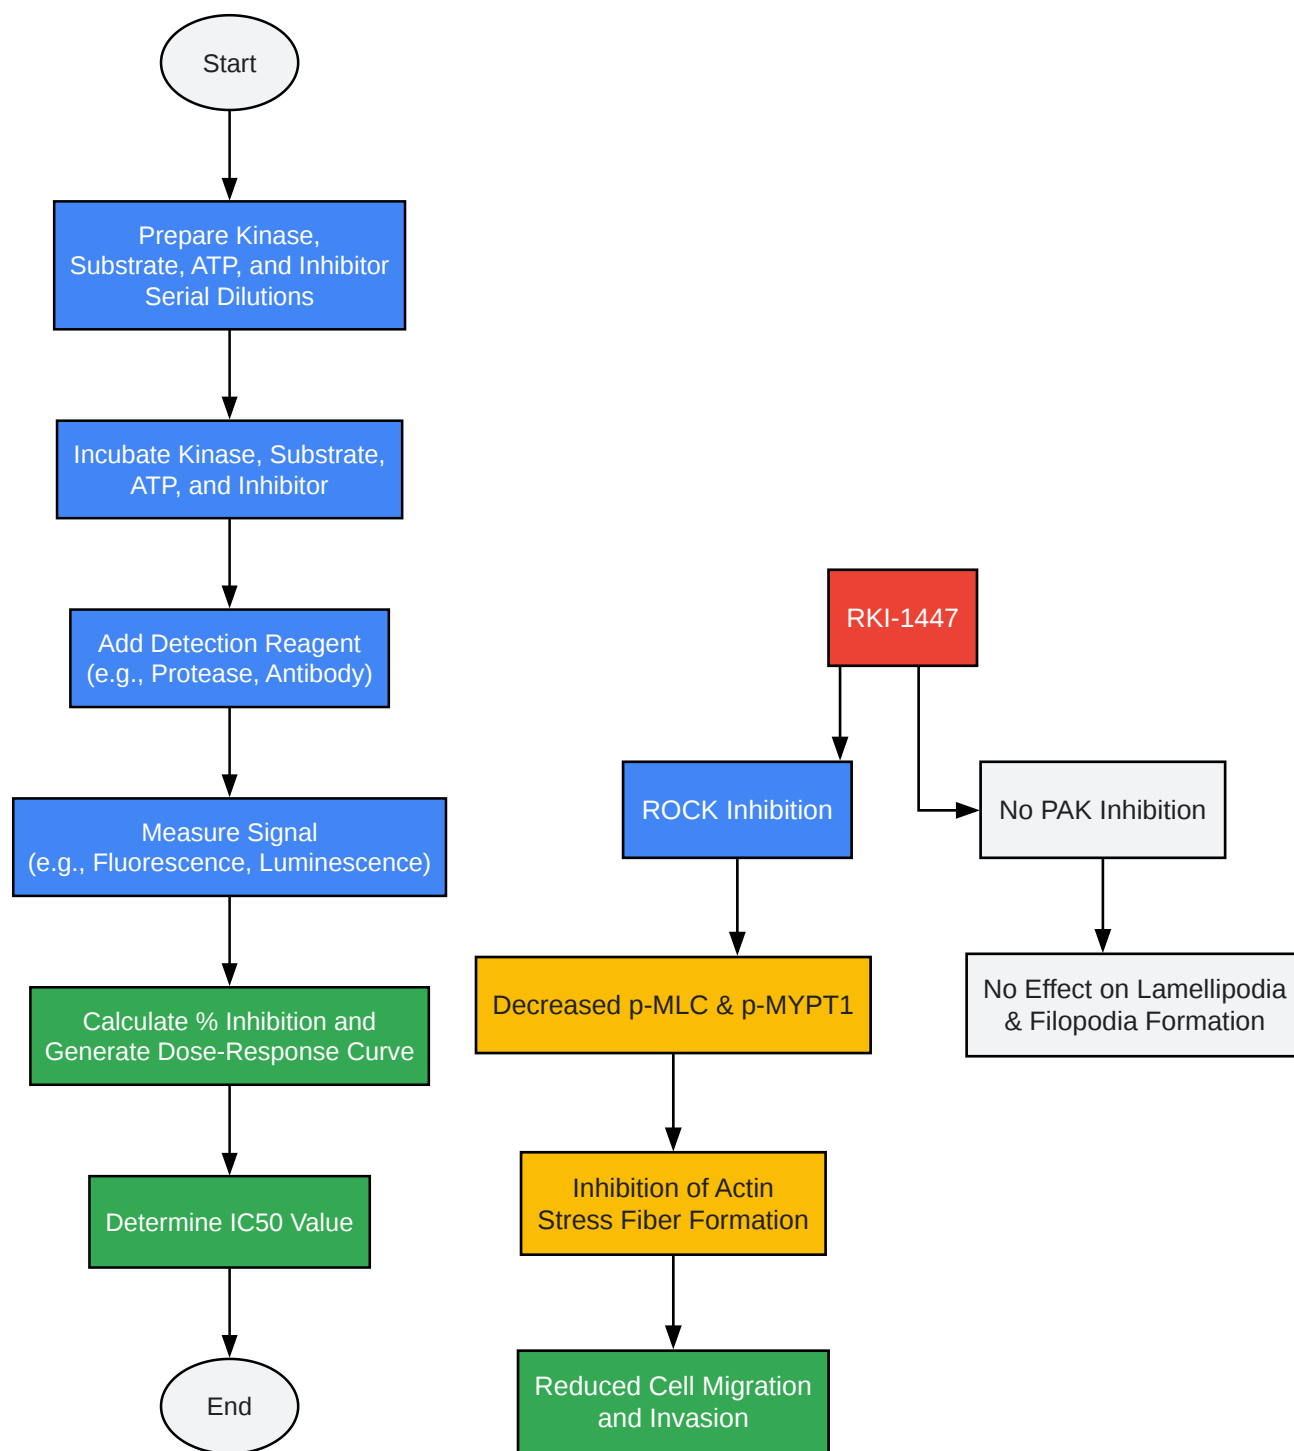 Start
Prepare Kinase,
Substrate, ATP, and Inhibitor
Serial Dilutions
Incubate Kinase, Substrate,
ATP, and Inhibitor
Add Detection Reagent
(e.g., Protease, Antibody)
Measure Signal
(e.g., Fluorescence, Luminescence)
Calculate % Inhibition and
Generate Dose-Response Curve
Determine IC50 Value
End
RKI-1447
ROCK Inhibition
No PAK Inhibition
Decreased p-MLC & p-MYPT1
No Effect on Lamellipodia
& Filopodia Formation
Inhibition of Actin
Stress Fiber Formation
Reduced Cell Migration
and Invasion